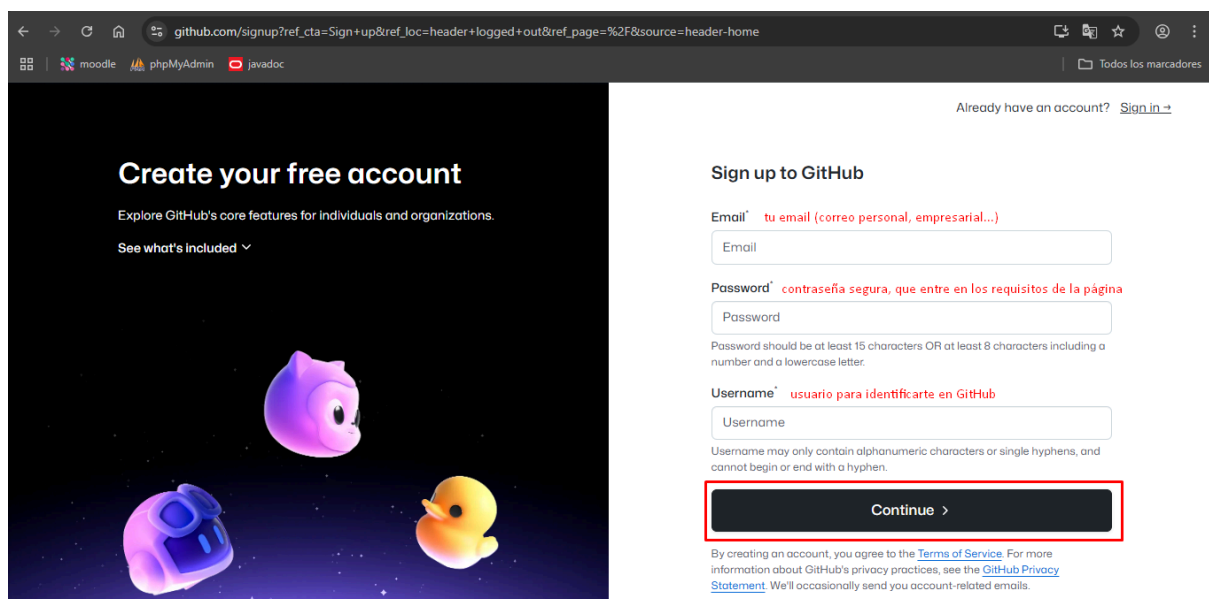 github.com/signup?ref_cta=Sign+up&ref_loc=header+logged+out&ref_page=%2F&source=header-home
moodle phpMyAdmin javadoc Todos los marcadores
Already have an account? Sign in →
Create your free account
Explore GitHub's core features for individuals and organizations.
See what's included
Sign up to GitHub
Email* tu email (correo personal, empresarial...)
Email
Password* contraseña segura, que entre en los requisitos de la página
Password
Password should be at least 15 characters OR at least 8 characters including a
number and a lowercase letter.
Username* usuario para identificarte en GitHub
Username
Username may only contain alphanumeric characters or single hyphens, and
cannot begin or end with a hyphen.
Continue >
By creating an account, you agree to the Terms of Service. For more
information about GitHub's privacy practices, see the GitHub Privacy
Statement. We'll occasionally send you account-related emails.